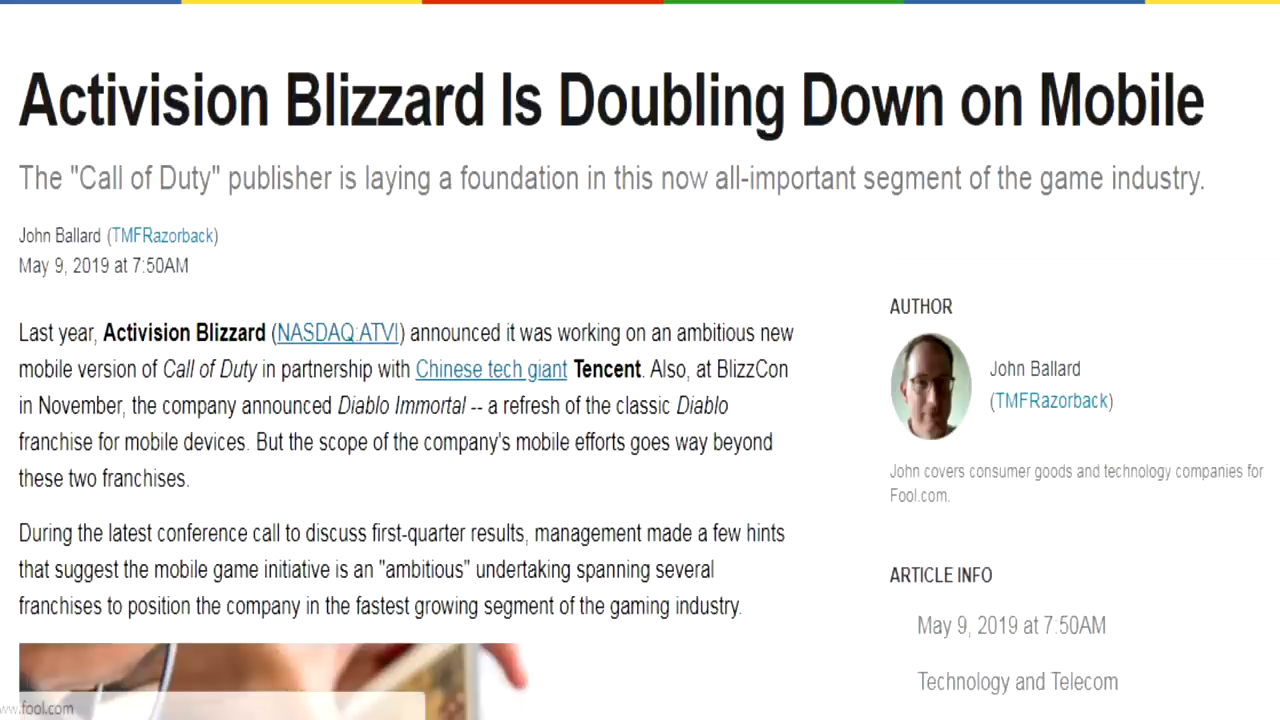 Activision Blizzard Is Doubling Down on Mobile
The "Call of Duty" publisher is laying a foundation in this now all-important segment of the game industry.
John Ballard (TMFRazorback)
May 9, 2019 at 7:50AM
Last year, Activision Blizzard (NASDAQ:ATVI) announced it was working on an ambitious new
mobile version of Call of Duty in partnership with Chinese tech giant Tencent. Also, at BlizzCon
in November, the company announced Diablo Immortal -- a refresh of the classic Diablo
franchise for mobile devices. But the scope of the company's mobile efforts goes way beyond
these two franchises.
During the latest conference call to discuss first-quarter results, management made a few hints
that suggest the mobile game initiative is an "ambitious" undertaking spanning several
franchises to position the company in the fastest growing segment of the gaming industry.
AUTHOR
John Ballard
(TMFRazorback)
John covers consumer goods and technology companies for
Fool.com.
ARTICLE INFO
May 9, 2019 at 7:50AM
Technology and Telecom
www.fool.com